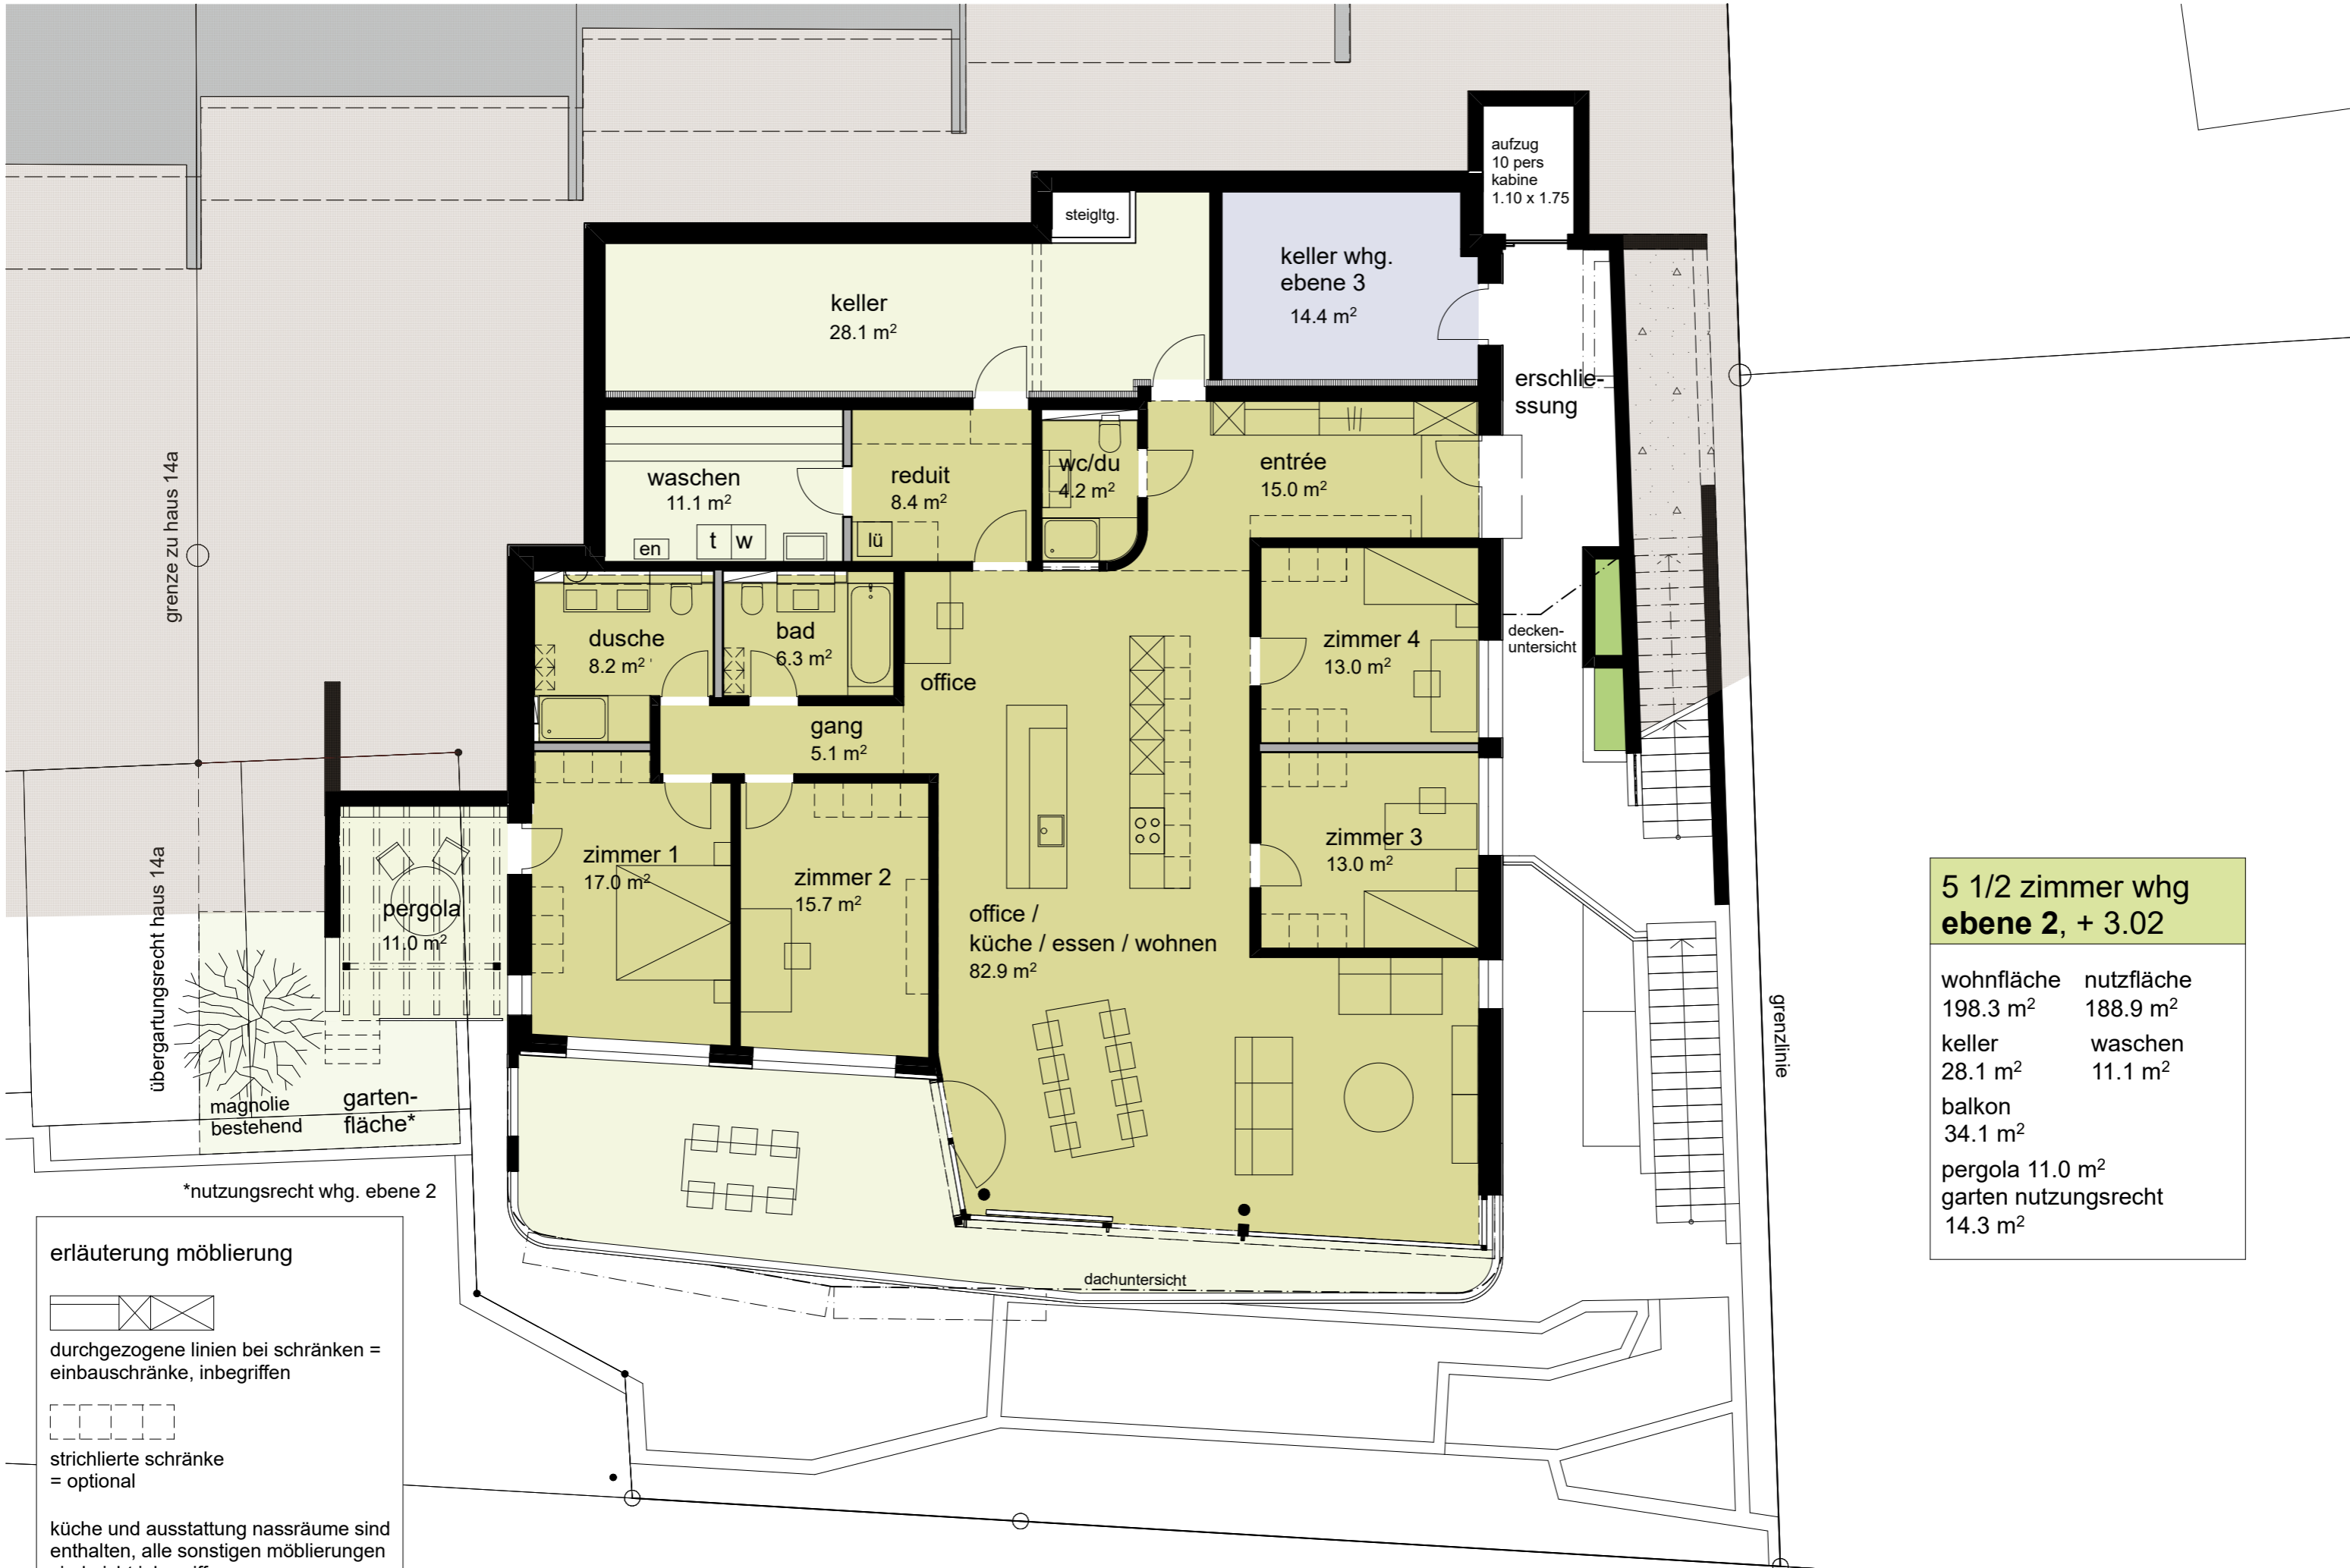 aufzug
10 pers
kabine
1.10 x 1.75
steigltg.
keller whg.
ebene 3
14.4 m²
keller
28.1 m²
erschlie-
ssung
waschen
11.1 m²
reduit
8.4 m²
wc/du
4.2 m²
entrée
15.0 m²
en
t w
lü
grenze zu haus 14a
dusche
8.2 m²
bad
6.3 m²
office
zimmer 4
13.0 m²
decken-
untersicht
gang
5.1 m²
zimmer 1
17.0 m²
zimmer 2
15.7 m²
zimmer 3
13.0 m²
office /
küche / essen / wohnen
82.9 m²
pergola
11.0 m²
übergartungsrecht haus 14a
magnolie
bestehend
garten-
fläche*
*nutzungsrecht whg. ebene 2
dachuntersicht
grenzlinie
5 1/2 zimmer whg
ebene 2, + 3.02
wohnfläche nutzfläche
198.3 m² 188.9 m²
keller waschen
28.1 m² 11.1 m²
balkon
34.1 m²
pergola 11.0 m²
garten nutzungsrecht
14.3 m²
erläuterung möblierung
durchgezogene linien bei schränken =
einbauschränke, inbegriffen
strichlierte schränke
= optional
küche und ausstattung nassräume sind
enthalten, alle sonstigen möblierungen